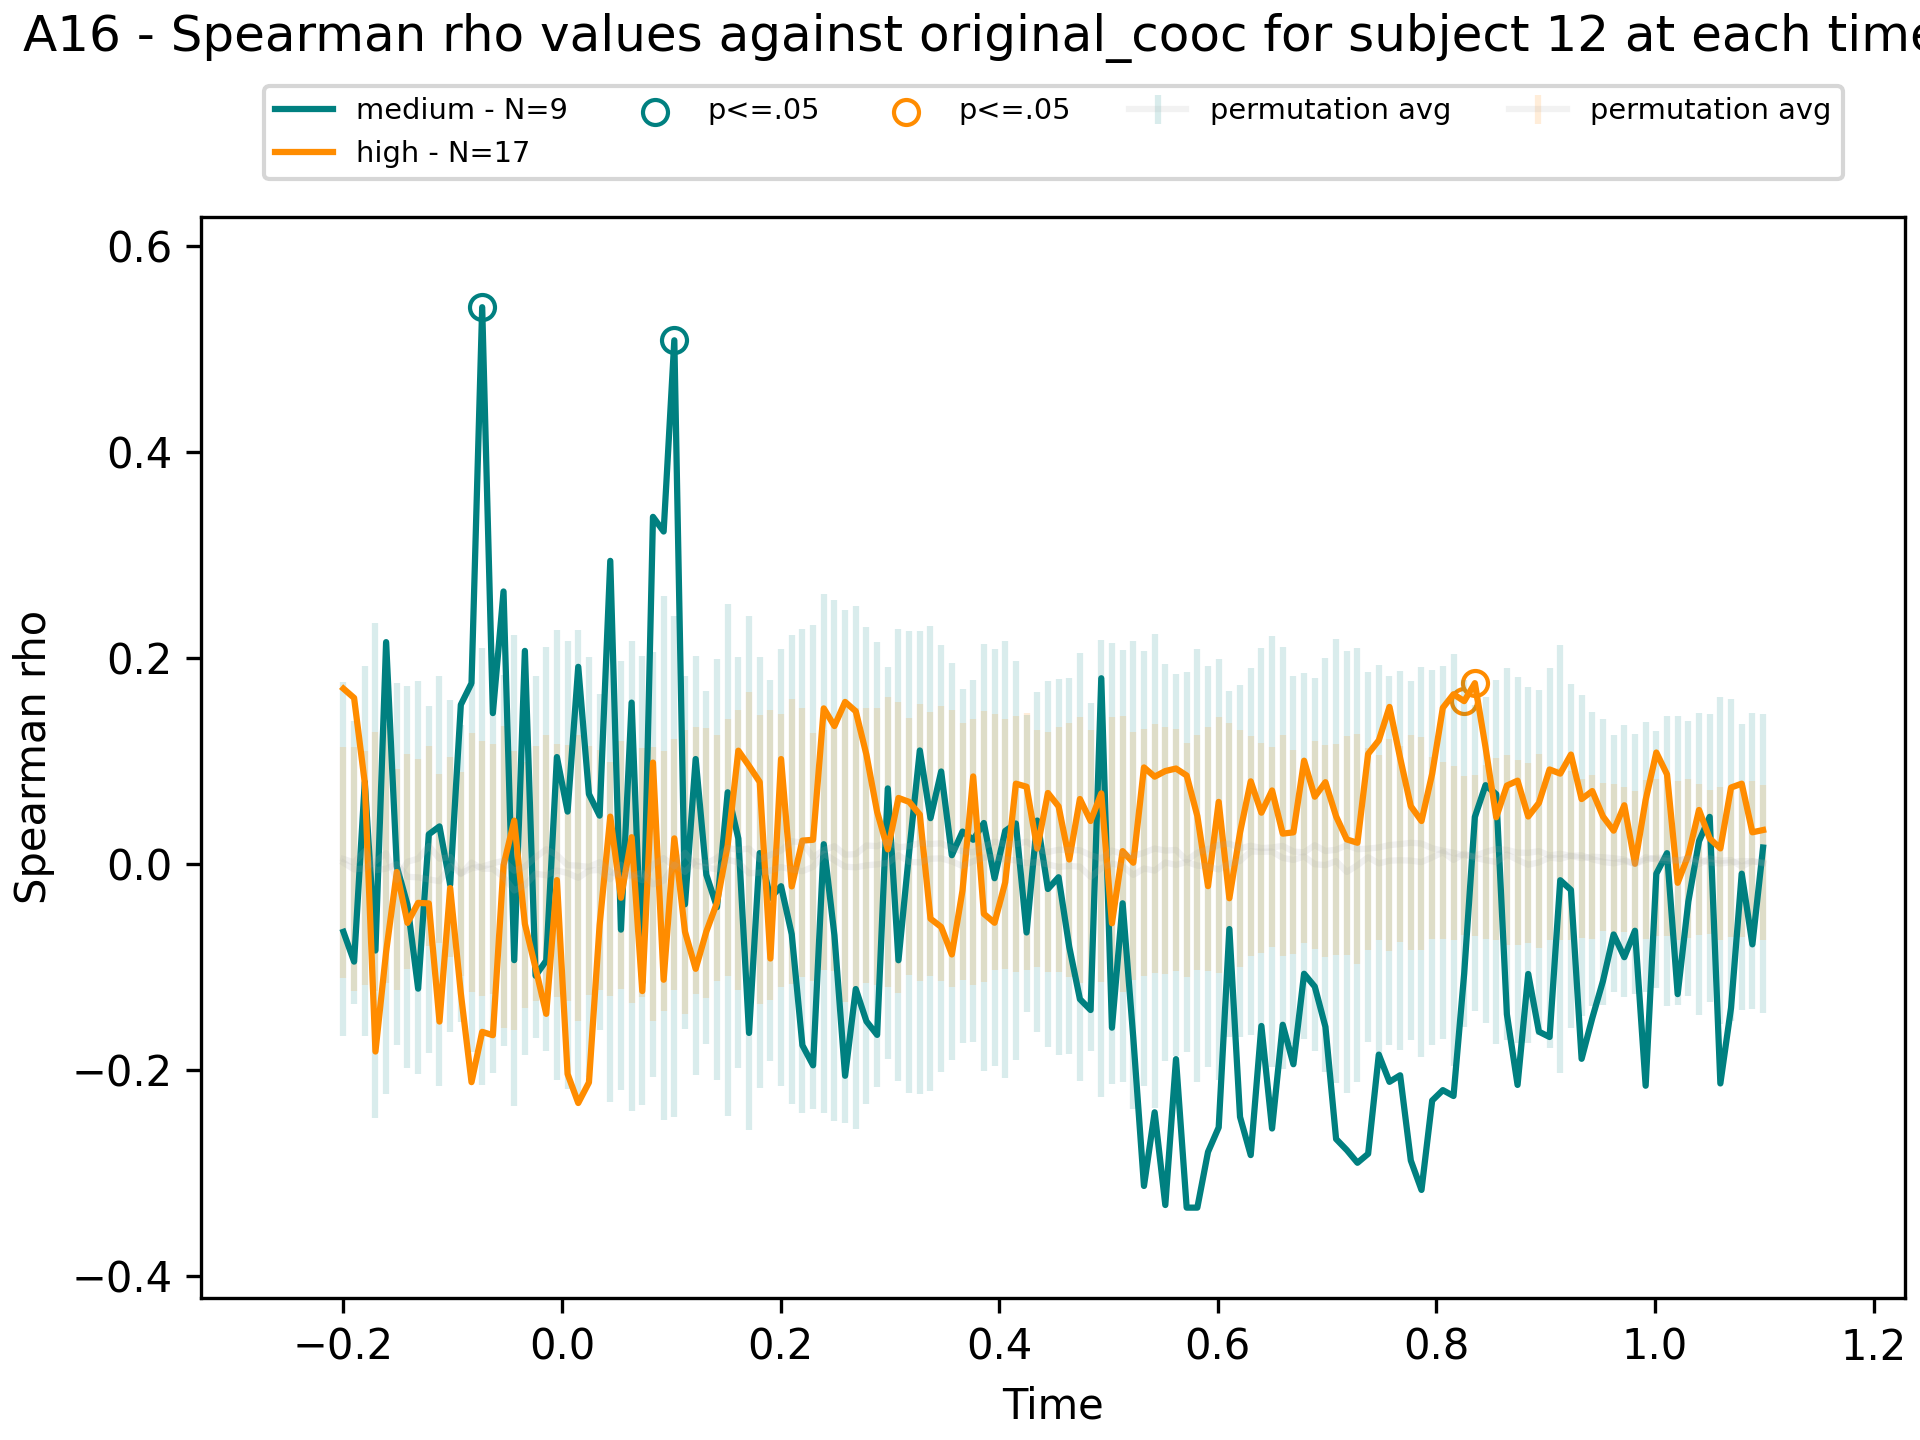 A16 - Spearman rho values against original_cooc for subject 12 at each time
medium - N=9
high - N=17
p<=.05
p<=.05
permutation avg
permutation avg
Spearman rho
0.6
0.4
0.2
0.0
−0.2
−0.4
−0.2 0.0 0.2 0.4 0.6 0.8 1.0 1.2
Time